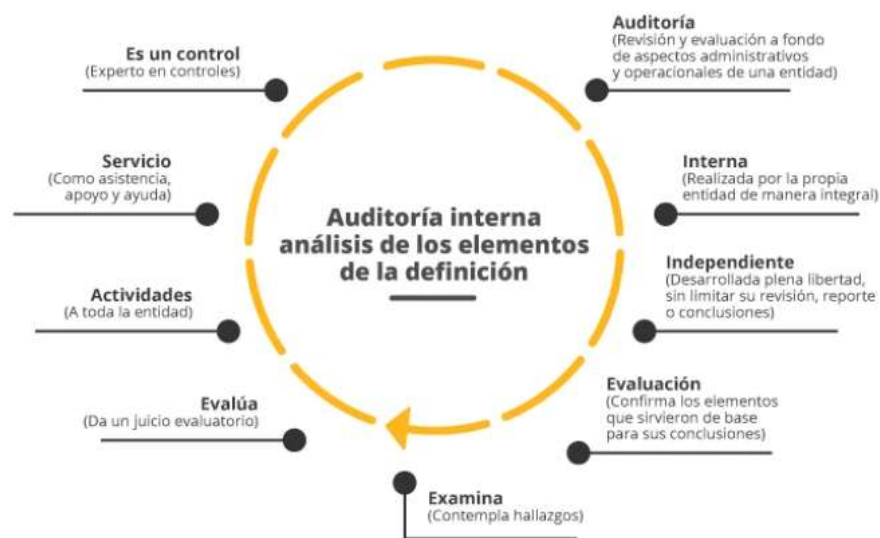 Auditoría interna
análisis de los elementos
de la definición
Auditoría
(Revisión y evaluación a fondo
de aspectos administrativos
y operacionales de una entidad)
Interna
(Realizada por la propia
entidad de manera integral)
Independiente
(Desarrollada plena libertad,
sin limitar su revisión, reporte
o conclusiones)
Evaluación
(Confirma los elementos
que sirvieron de base
para sus conclusiones)
Examina
(Contempla hallazgos)
Evalúa
(Da un juicio evaluatorio)
Actividades
(A toda la entidad)
Servicio
(Como asistencia,
apoyo y ayuda)
Es un control
(Experto en controles)